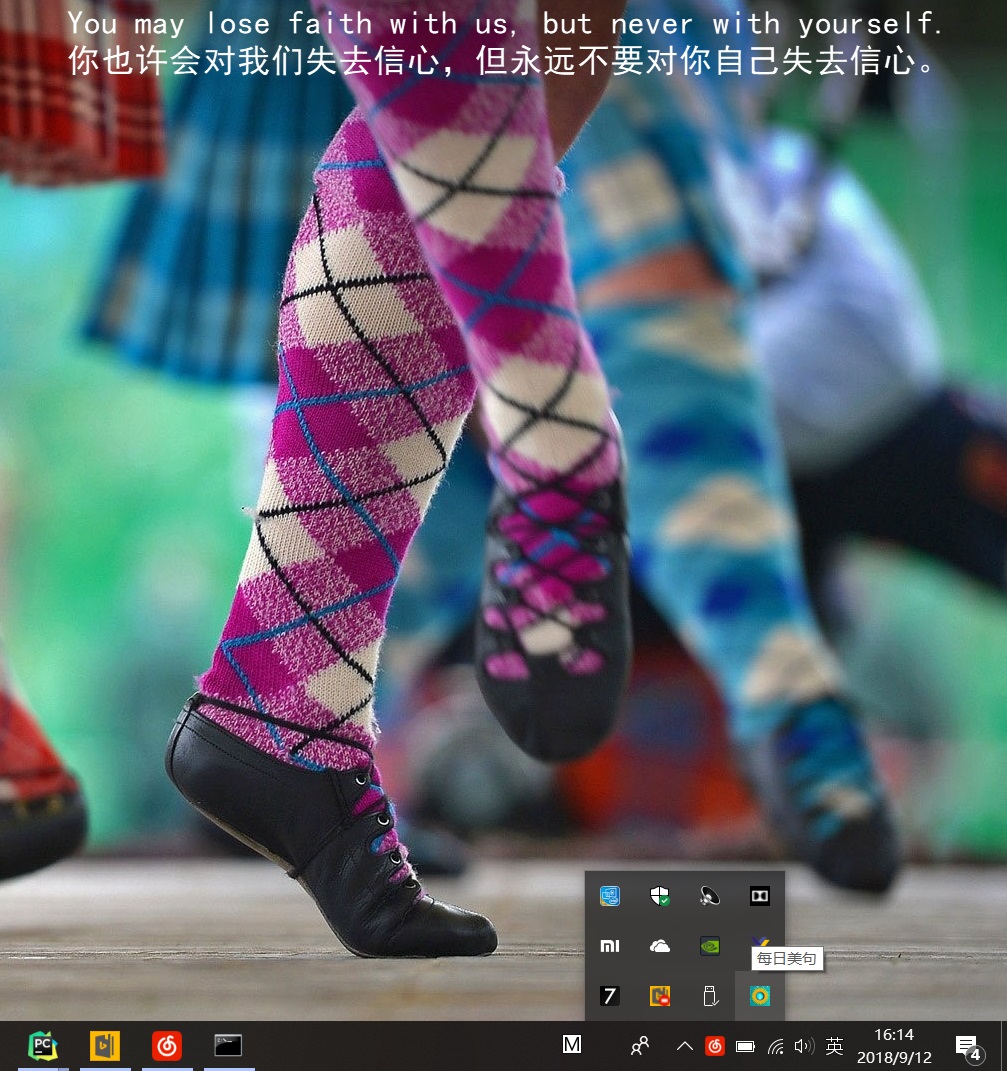 You may lose faith with us, but never with yourself.
你也许会对我们失去信心，但永远不要对你自己失去信心。
mi
每日美句
7
PC
M
英
16:14
2018/9/12
4